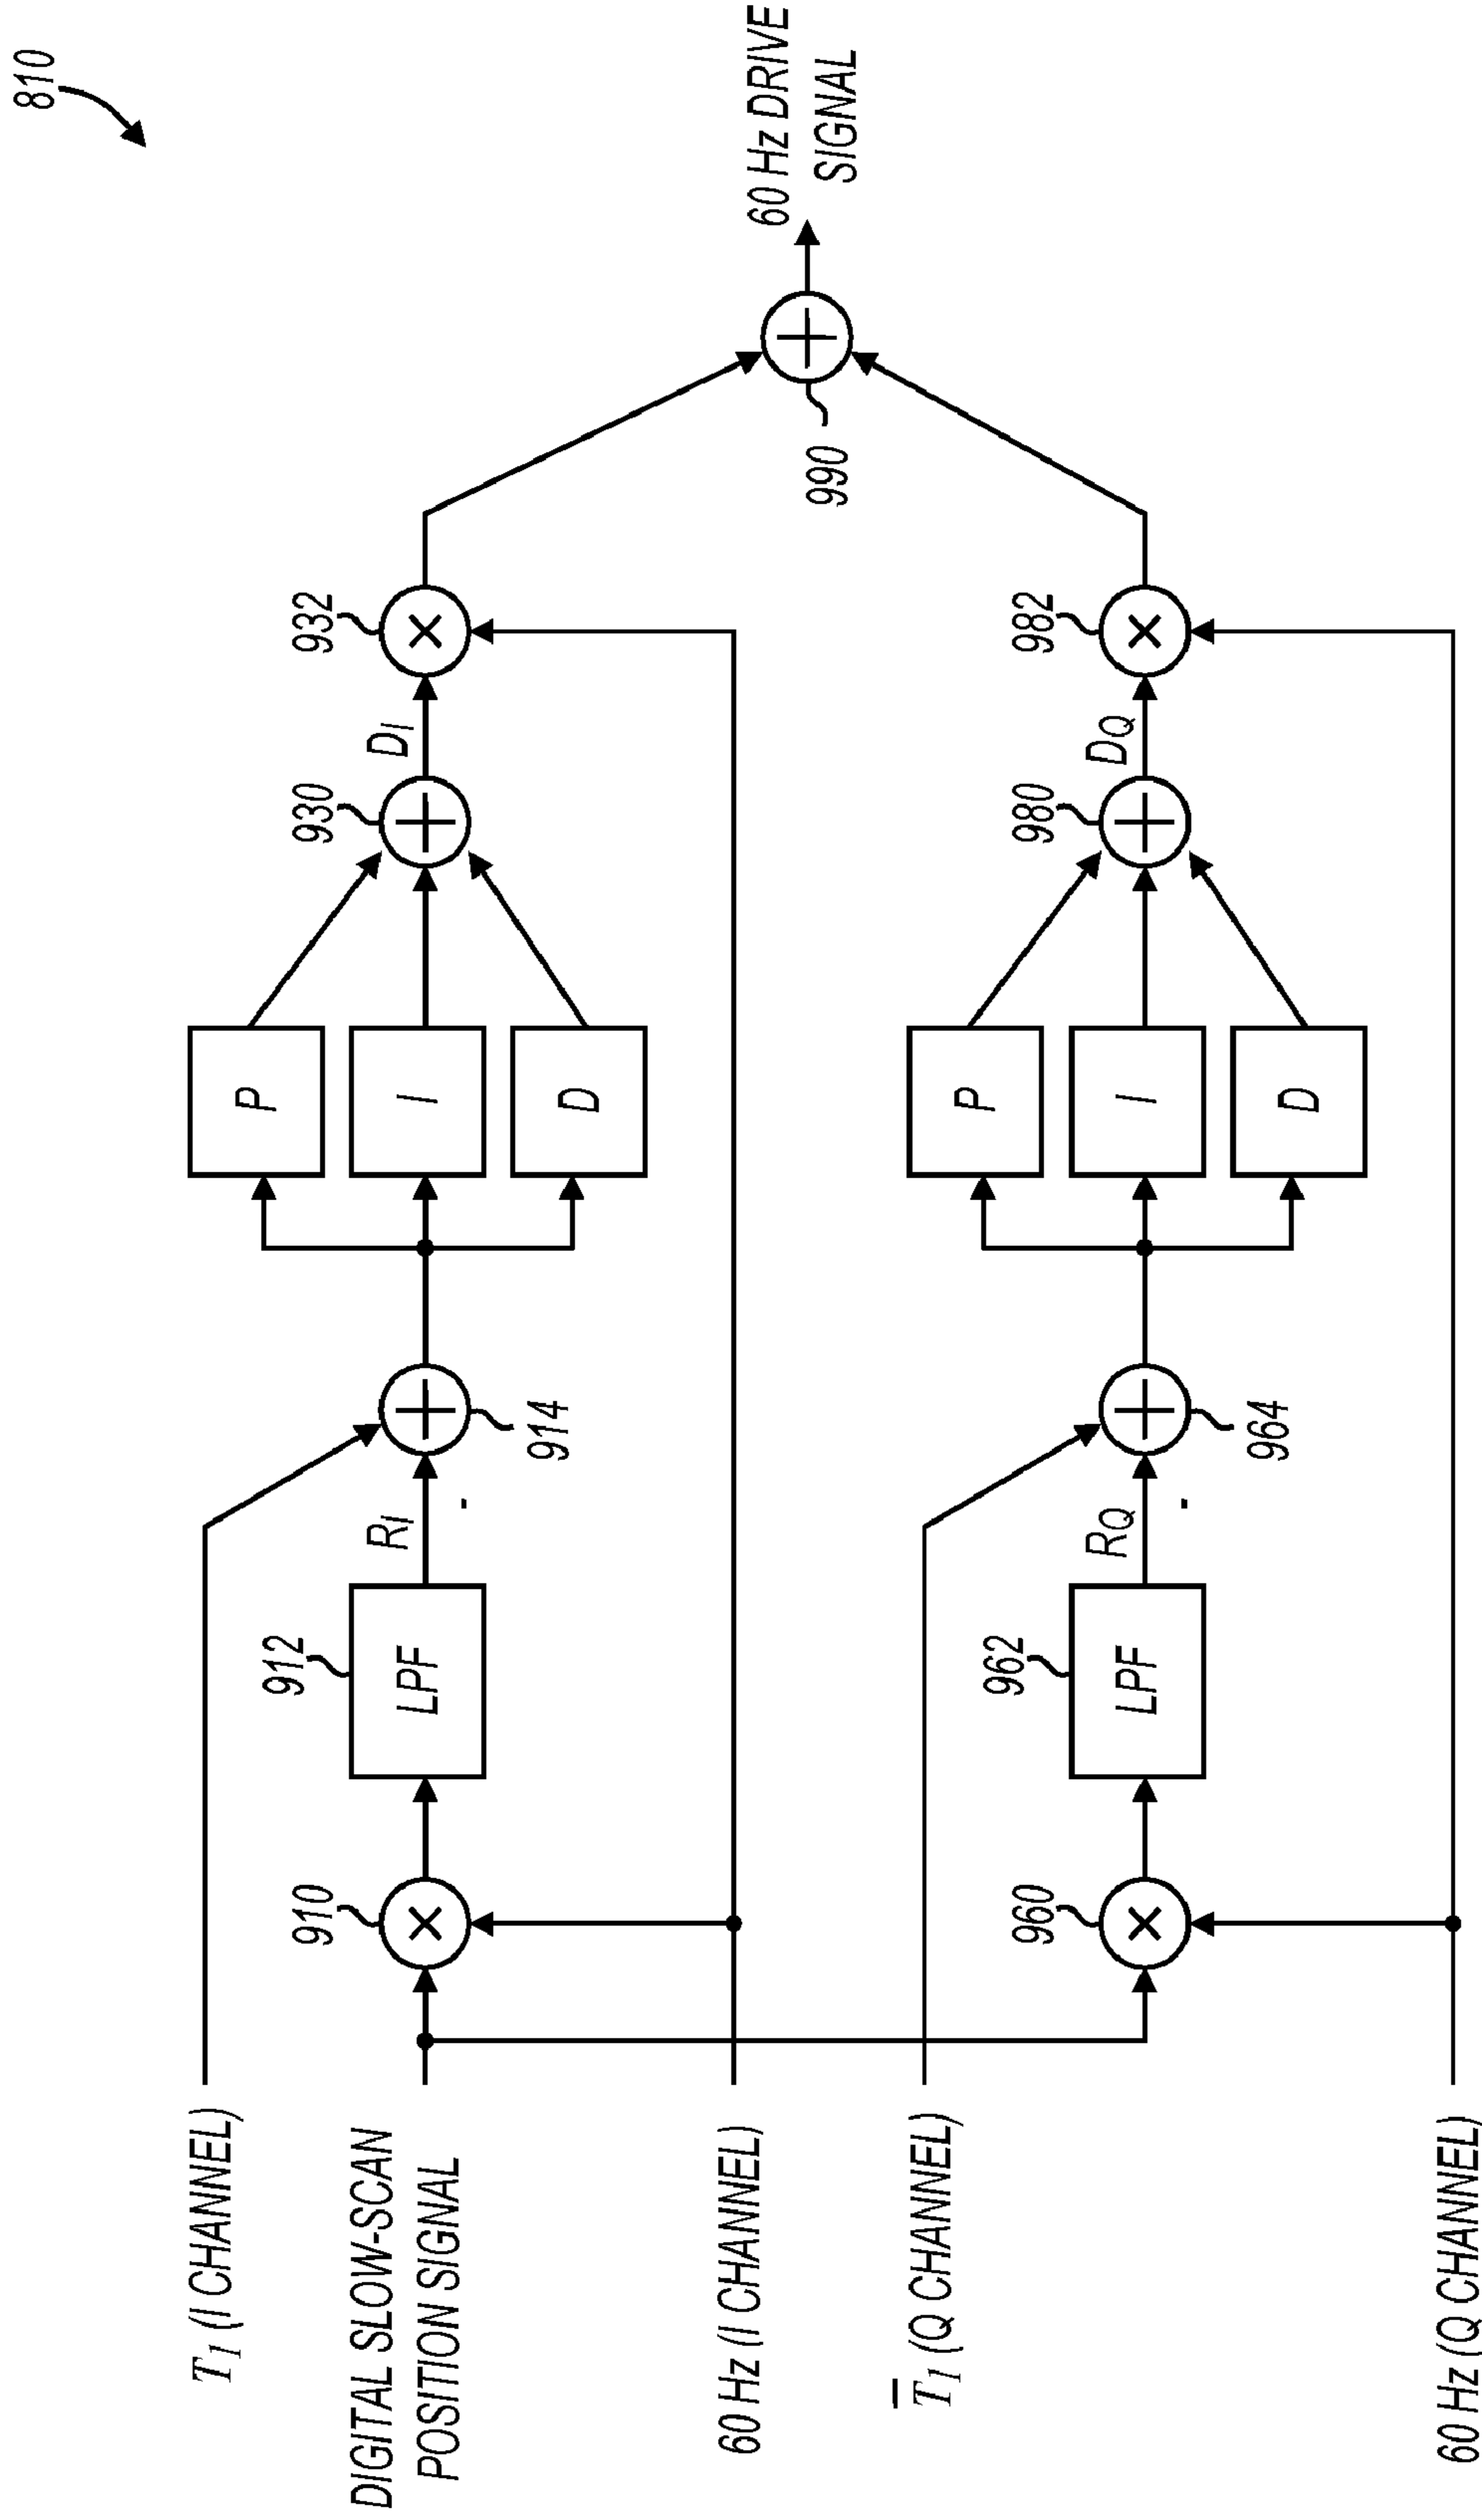 810
T1 (I CHANNEL)
DIGITAL SLOW-SCAN
POSITION SIGNAL
60 Hz (I CHANNEL)
910
912
LPF
RI
-
914
P
I
D
930
DI
932
990
60 Hz DRIVE
SIGNAL
T̅1 (Q CHANNEL)
60 Hz (Q CHANNEL)
960
962
LPF
RQ
-
964
P
I
D
980
DQ
982